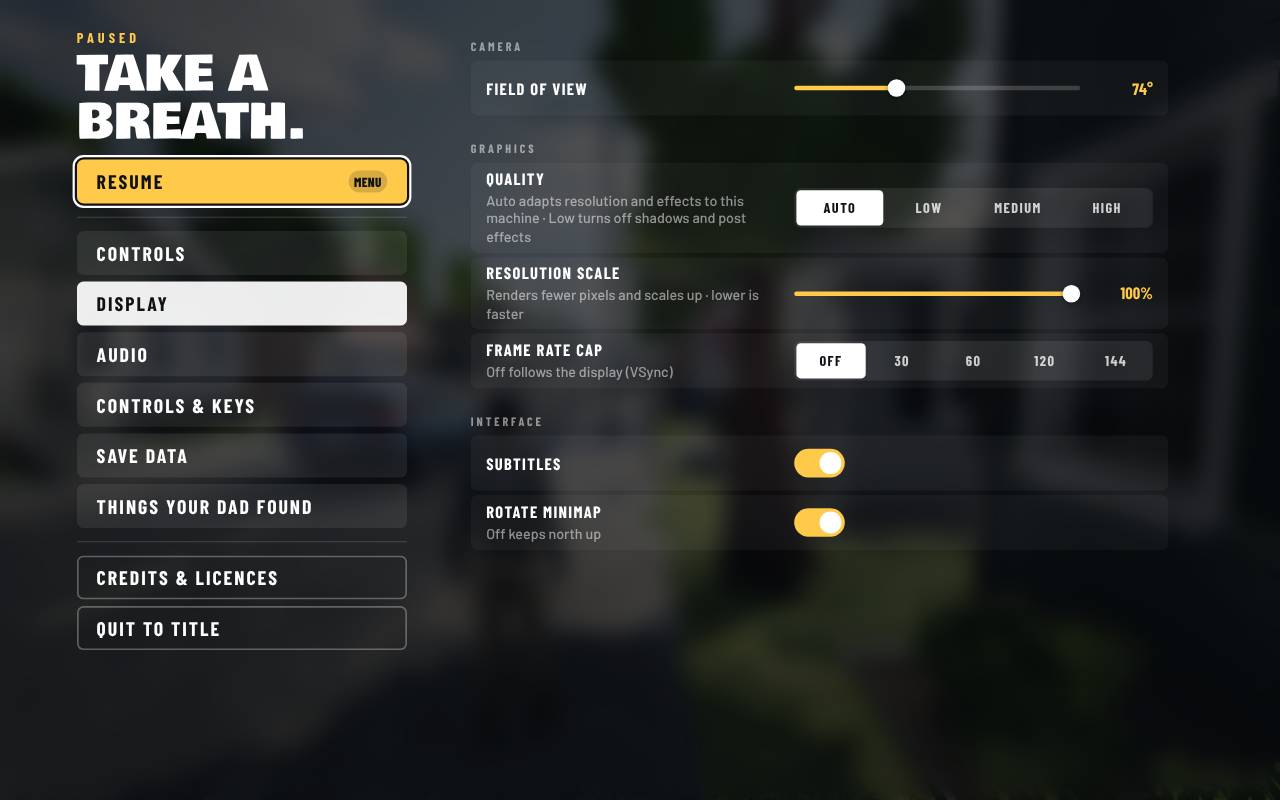 PAUSED
TAKE A
BREATH.
RESUME MENU
CONTROLS
DISPLAY
AUDIO
CONTROLS & KEYS
SAVE DATA
THINGS YOUR DAD FOUND
CREDITS & LICENCES
QUIT TO TITLE
CAMERA
FIELD OF VIEW 74°
GRAPHICS
QUALITY
Auto adapts resolution and effects to this
machine · Low turns off shadows and post
effects
AUTO LOW MEDIUM HIGH
RESOLUTION SCALE
Renders fewer pixels and scales up · lower is
faster
100%
FRAME RATE CAP
Off follows the display (VSync)
OFF 30 60 120 144
INTERFACE
SUBTITLES
ROTATE MINIMAP
Off keeps north up